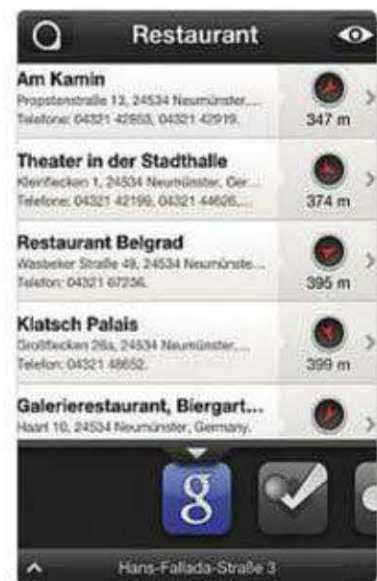 Restaurant
Am Kamin
Propstenstraße 13, 24534 Neumünster,...
Telefone: 04321 42853, 04321 42919.
347 m
Theater in der Stadthalle
Kleinflecken 1, 24534 Neumünster, Ger...
Telefone: 04321 42199, 04321 44626,...
374 m
Restaurant Belgrad
Wasbeker Straße 49, 24534 Neumünste...
Telefon: 04321 67236.
395 m
Klatsch Palais
Großflecken 26a, 24534 Neumünster,...
Telefon: 04321 48652.
399 m
Galerierestaurant, Biergart...
Haart 10, 24534 Neumünster, Germany.
g
Hans-Fallada-Straße 3